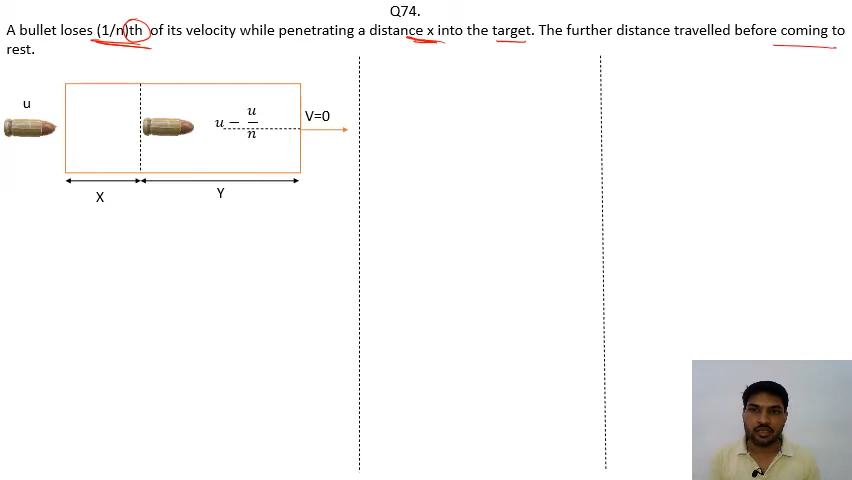 Q74.
A bullet loses (1/n)th of its velocity while penetrating a distance x into the target. The further distance travelled before coming to
rest.
u
u − u/n
V=0
X
Y